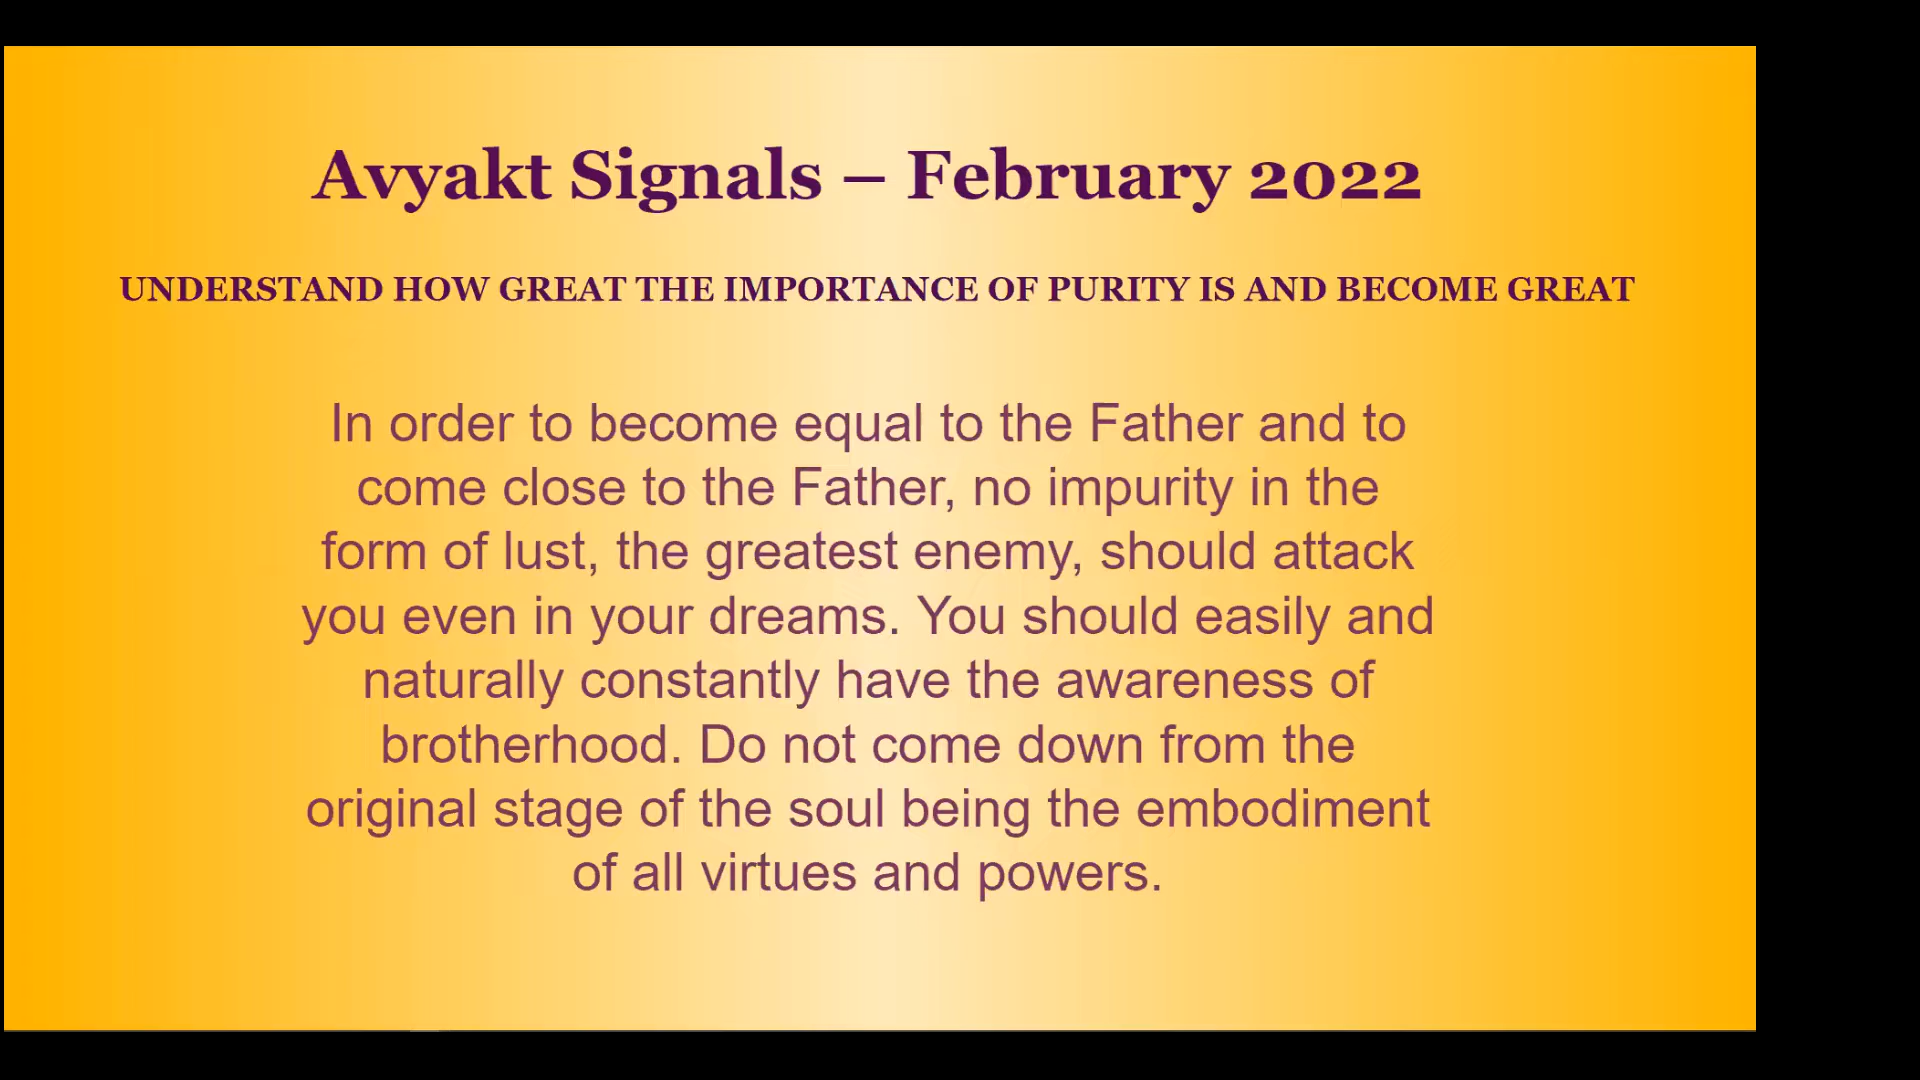 Avyakt Signals – February 2022
UNDERSTAND HOW GREAT THE IMPORTANCE OF PURITY IS AND BECOME GREAT
In order to become equal to the Father and to
come close to the Father, no impurity in the
form of lust, the greatest enemy, should attack
you even in your dreams. You should easily and
naturally constantly have the awareness of
brotherhood. Do not come down from the
original stage of the soul being the embodiment
of all virtues and powers.